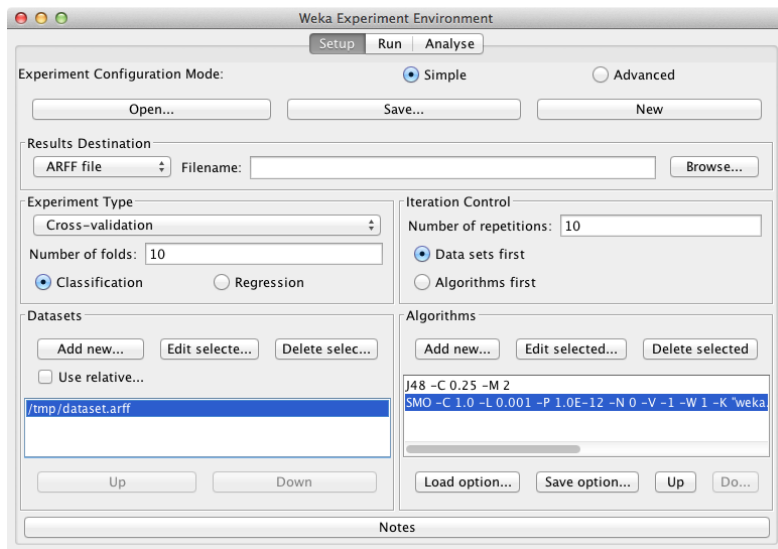 Weka Experiment Environment
Setup Run Analyse
Experiment Configuration Mode: Simple Advanced
Open... Save... New
Results Destination
ARFF file Filename: Browse...
Experiment Type Iteration Control
Cross-validation Number of repetitions: 10
Number of folds: 10 Data sets first
Classification Regression Algorithms first
Datasets Algorithms
Add new... Edit selecte... Delete selec... Add new... Edit selected... Delete selected
Use relative...
J48 -C 0.25 -M 2
/tmp/dataset.arff SMO -C 1.0 -L 0.001 -P 1.0E-12 -N 0 -V -1 -W 1 -K "weka.
Up Down Load option... Save option... Up Do...
Notes